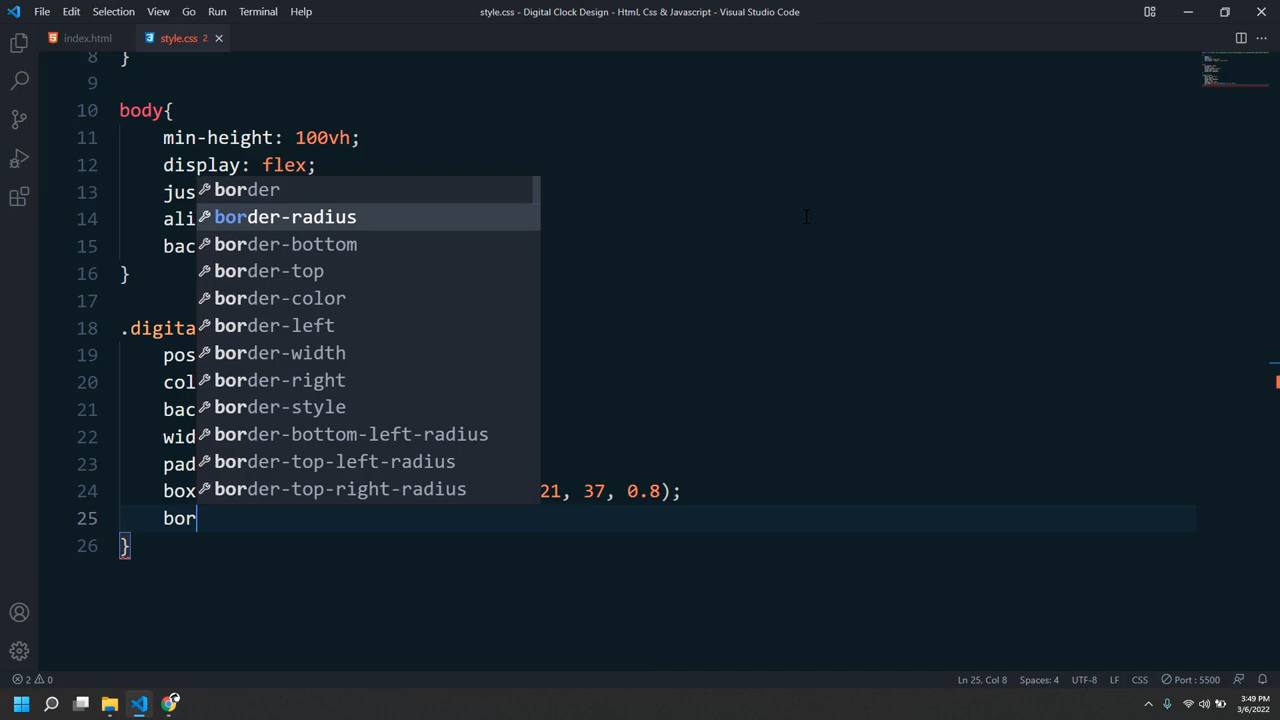 File Edit View Go Run Terminal Help
style.css - Digital Clock Design - Html, Css & Javascript - Visual Studio Code
index.html
style.css 2
8 }
9
10 body{
11 min-height: 100vh;
12 display: flex;
13 jus
border
14 ali
border-radius
15 bac
border-bottom
16 }
border-top
17
border-color
18 .digita
border-left
19 pos
border-width
20 col
border-right
21 bac
border-style
22 wid
border-bottom-left-radius
23 pad
border-top-left-radius
24 box
border-top-right-radius
21, 37, 0.8);
25 bor
26 }
2 0
Ln 25, Col 8 Spaces: 4 UTF-8 LF CSS Port : 5500
3:49 PM
3/6/2022